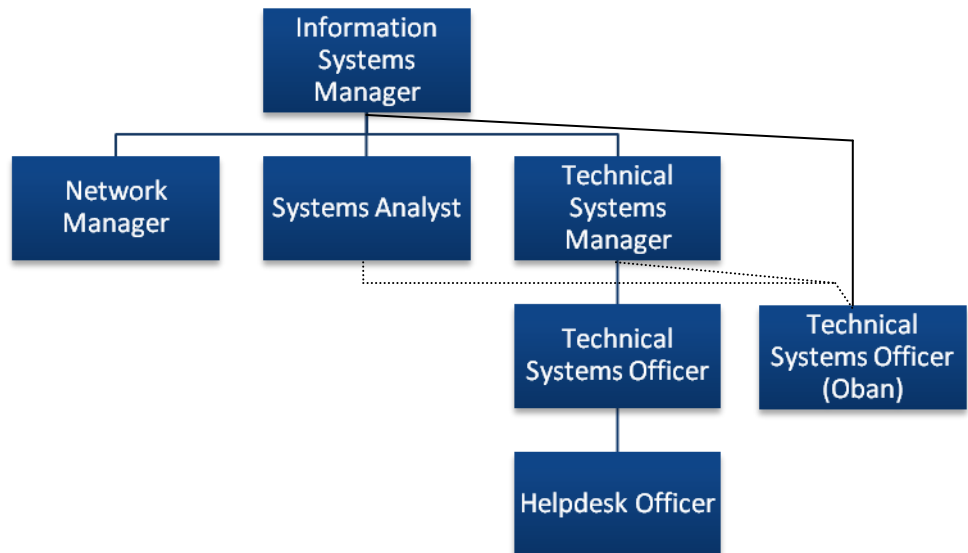 Information
Systems
Manager
Network
Manager
Systems Analyst
Technical
Systems
Manager
Technical
Systems Officer
Technical
Systems Officer
(Oban)
Helpdesk Officer